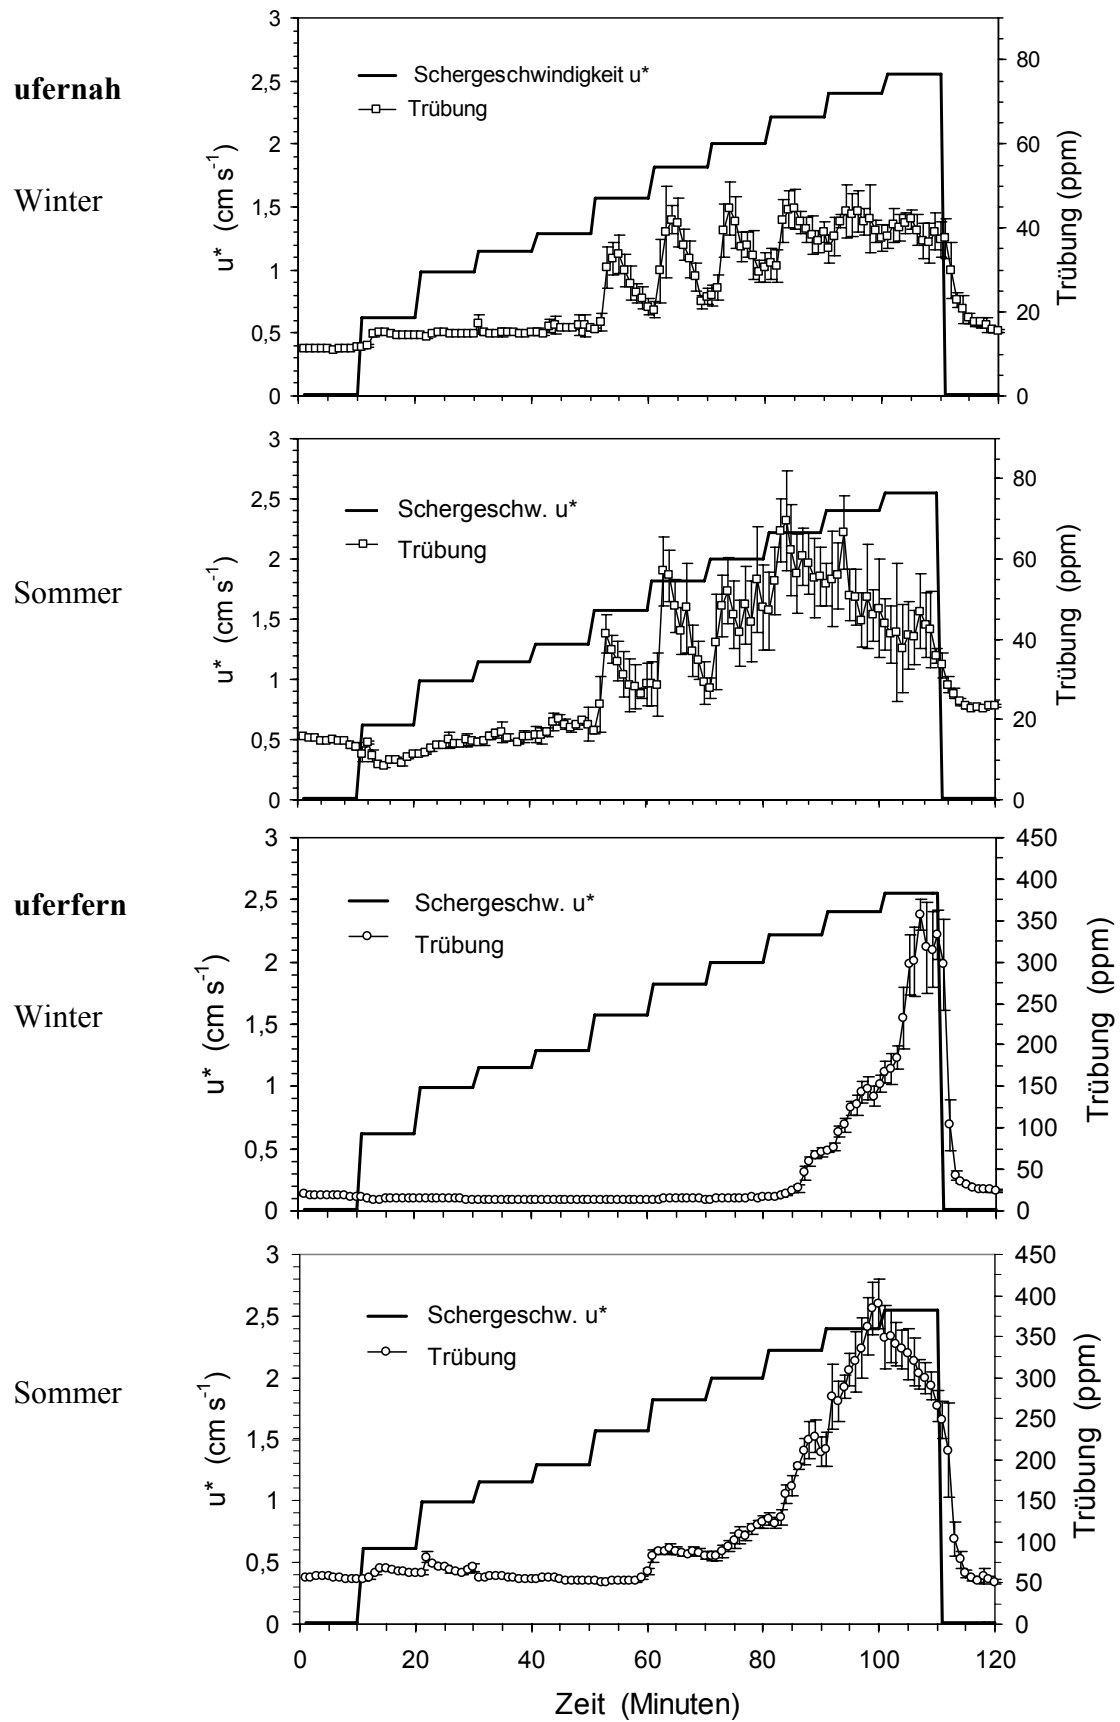 ufernah
Winter
3
2,5
2
1,5
1
0,5
0
u* (cm s-1)
Schergeschwindigkeit u*
Trübung
80
60
40
20
0
Trübung (ppm)
Sommer
3
2,5
2
1,5
1
0,5
0
u* (cm s-1)
Schergeschw. u*
Trübung
80
60
40
20
0
Trübung (ppm)
uferfern
Winter
3
2,5
2
1,5
1
0,5
0
u* (cm s-1)
Schergeschw. u*
Trübung
450
400
350
300
250
200
150
100
50
0
Trübung (ppm)
Sommer
3
2,5
2
1,5
1
0,5
0
u* (cm s-1)
Schergeschw. u*
Trübung
450
400
350
300
250
200
150
100
50
0
Trübung (ppm)
0 20 40 60 80 100 120
Zeit (Minuten)